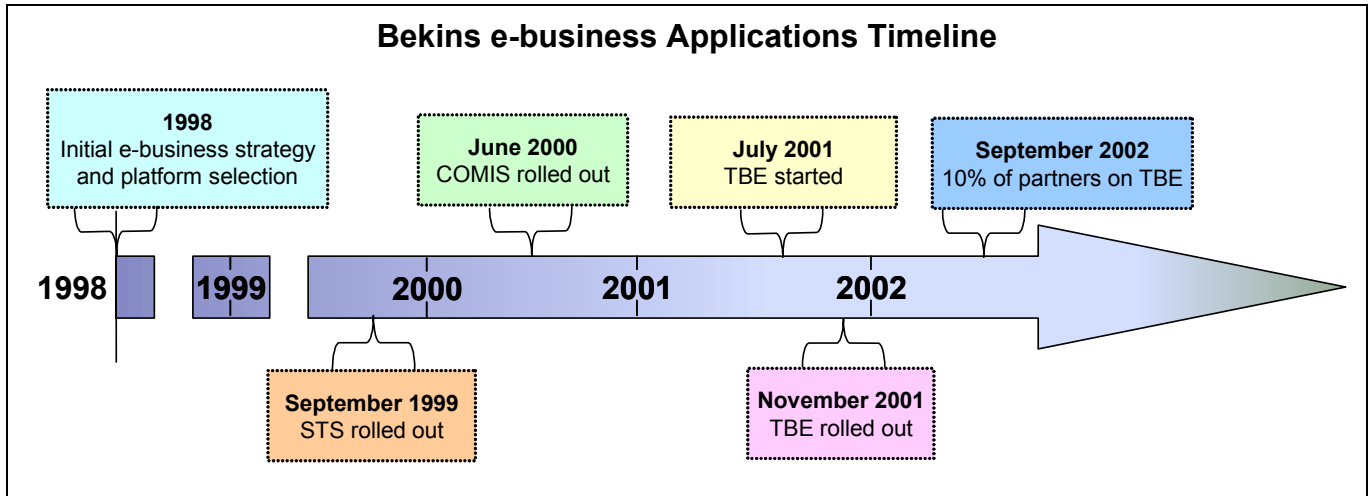 Bekins e-business Applications Timeline
1998
Initial e-business strategy
and platform selection
June 2000
COMIS rolled out
July 2001
TBE started
September 2002
10% of partners on TBE
1998
1999
2000
2001
2002
September 1999
STS rolled out
November 2001
TBE rolled out